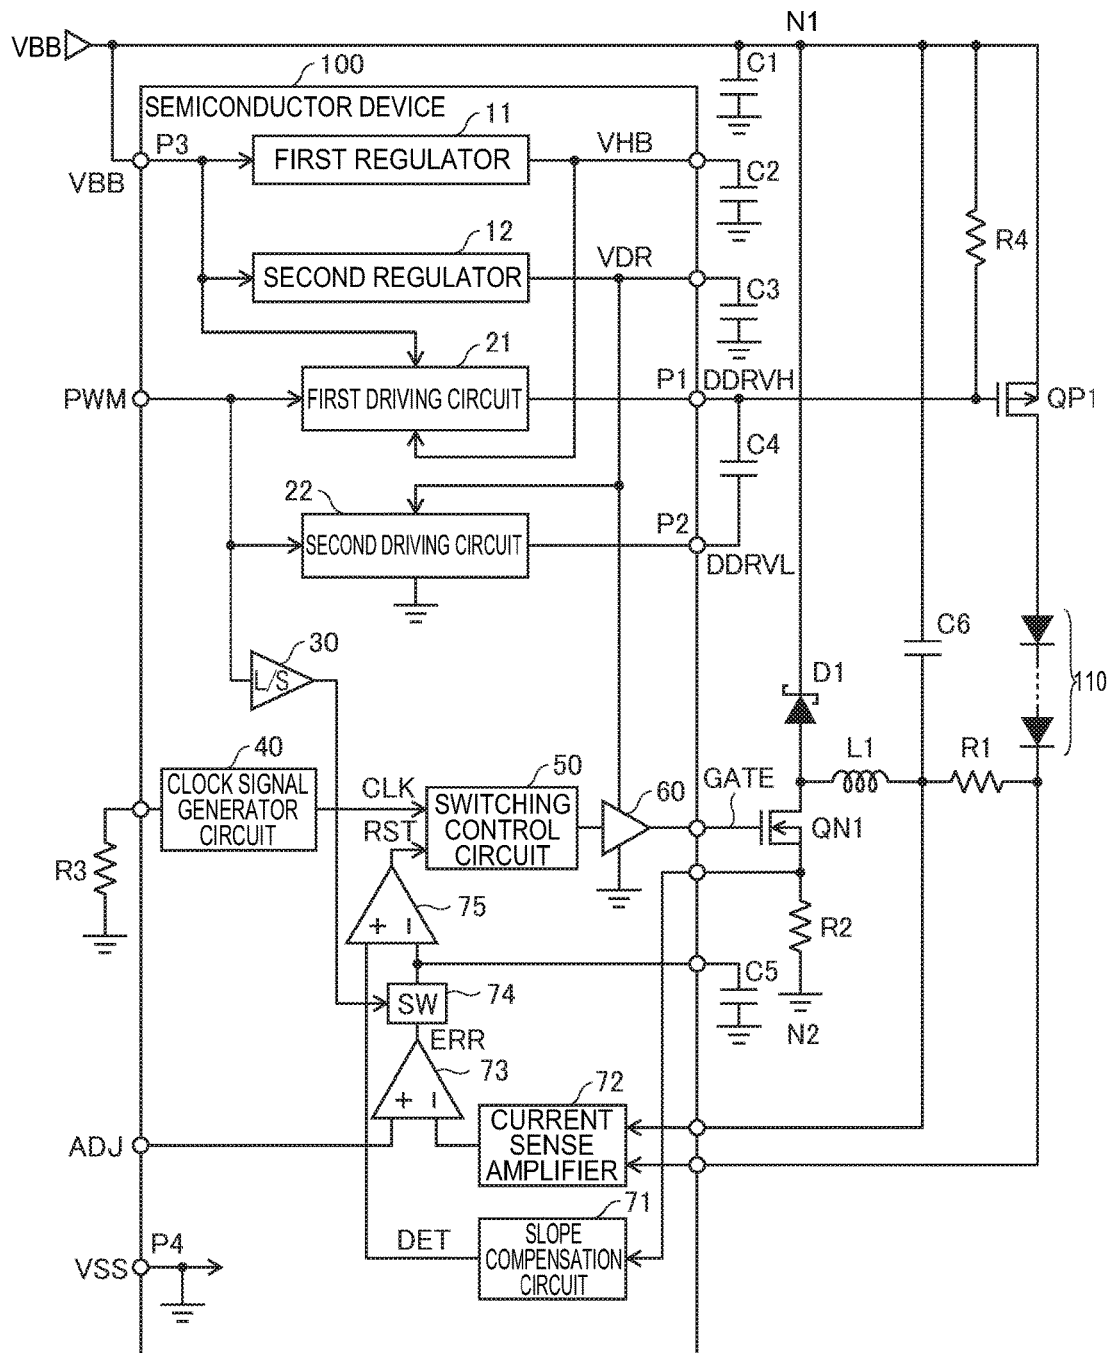 N1
VBB
C1
100
SEMICONDUCTOR DEVICE
11
P3
FIRST REGULATOR
VHB
VBB
C2
12
R4
SECOND REGULATOR
VDR
C3
21
PWM
FIRST DRIVING CIRCUIT
P1
DDRVH
QP1
C4
22
SECOND DRIVING CIRCUIT
P2
DDRVL
30
L/S
C6
D1
110
40
CLOCK SIGNAL
GENERATOR
CIRCUIT
CLK
50
SWITCHING
CONTROL
CIRCUIT
60
GATE
L1
R1
RST
QN1
R3
75
+ −
R2
C5
SW
74
N2
ERR
73
+ −
72
CURRENT
SENSE
AMPLIFIER
ADJ
71
DET
SLOPE
COMPENSATION
CIRCUIT
P4
VSS